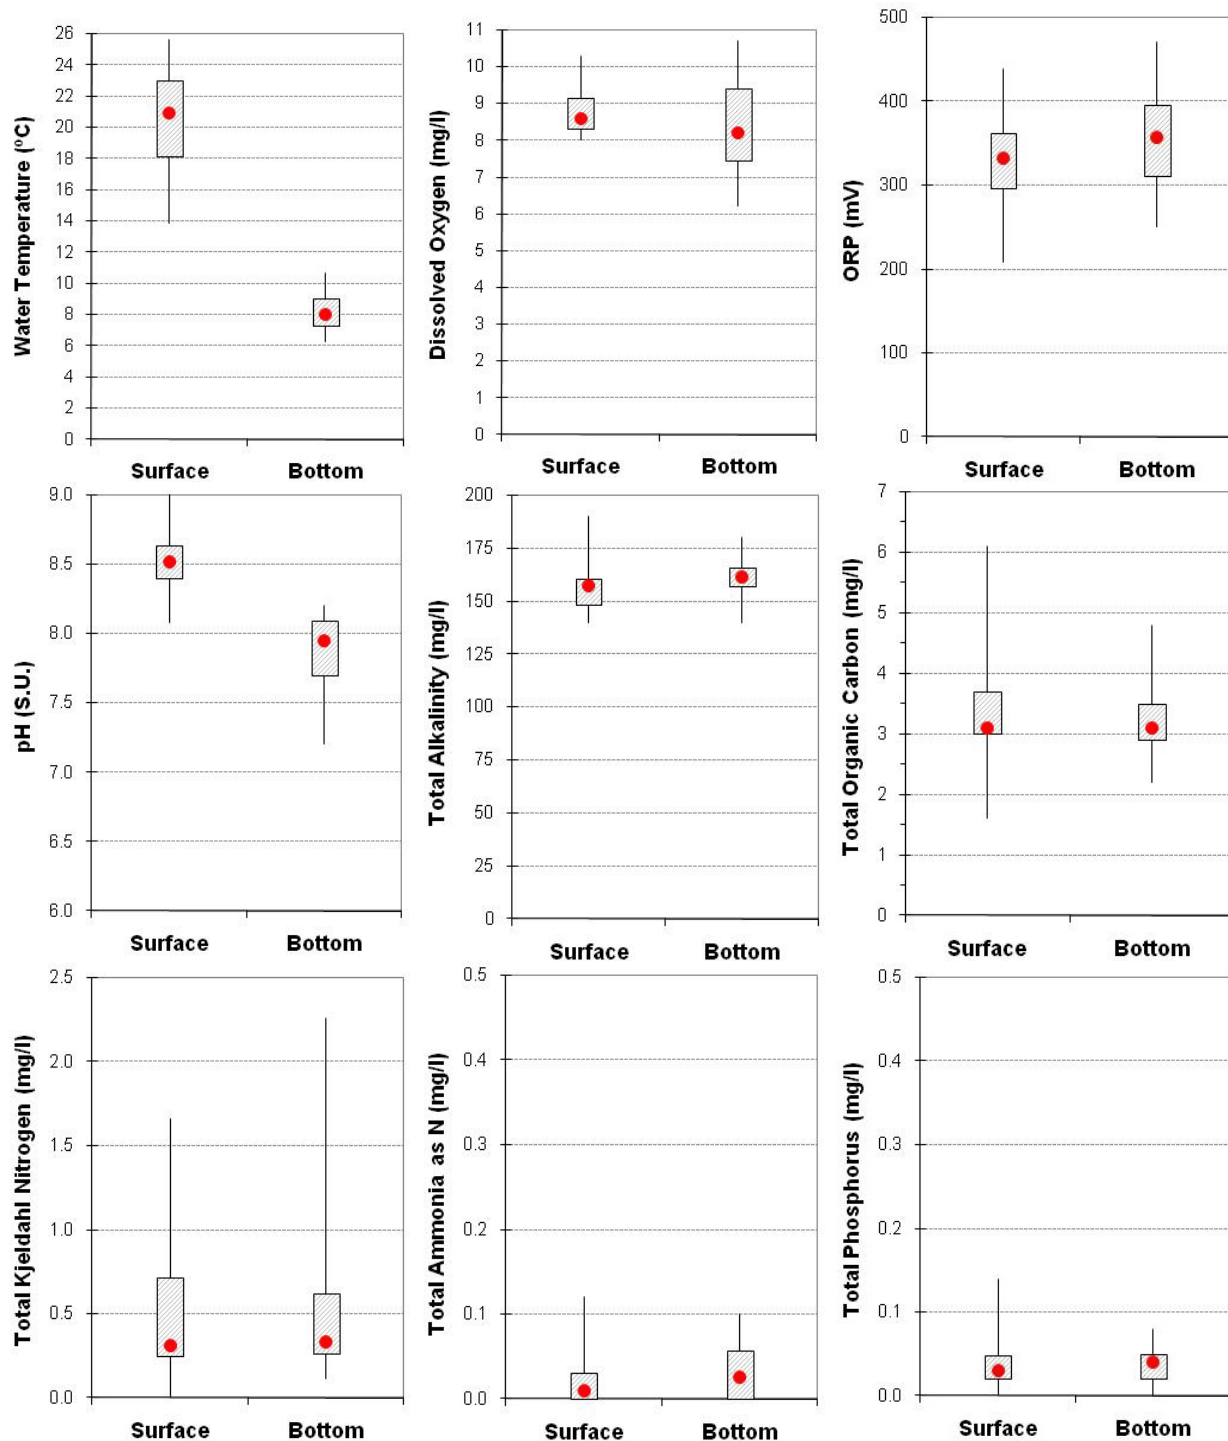 Water Temperature (ºC)
26
24
22
20
18
16
14
12
10
8
6
4
2
0
Surface
Bottom
Dissolved Oxygen (mg/l)
11
10
9
8
7
6
5
4
3
2
1
0
Surface
Bottom
ORP (mV)
500
400
300
200
100
0
Surface
Bottom
pH (S.U.)
9.0
8.5
8.0
7.5
7.0
6.5
6.0
Surface
Bottom
Total Alkalinity (mg/l)
200
175
150
125
100
75
50
25
0
Surface
Bottom
Total Organic Carbon (mg/l)
7
6
5
4
3
2
1
0
Surface
Bottom
Total Kjeldahl Nitrogen (mg/l)
2.5
2.0
1.5
1.0
0.5
0.0
Surface
Bottom
Total Ammonia as N (mg/l)
0.5
0.4
0.3
0.2
0.1
0.0
Surface
Bottom
Total Phosphorus (mg/l)
0.5
0.4
0.3
0.2
0.1
0.0
Surface
Bottom